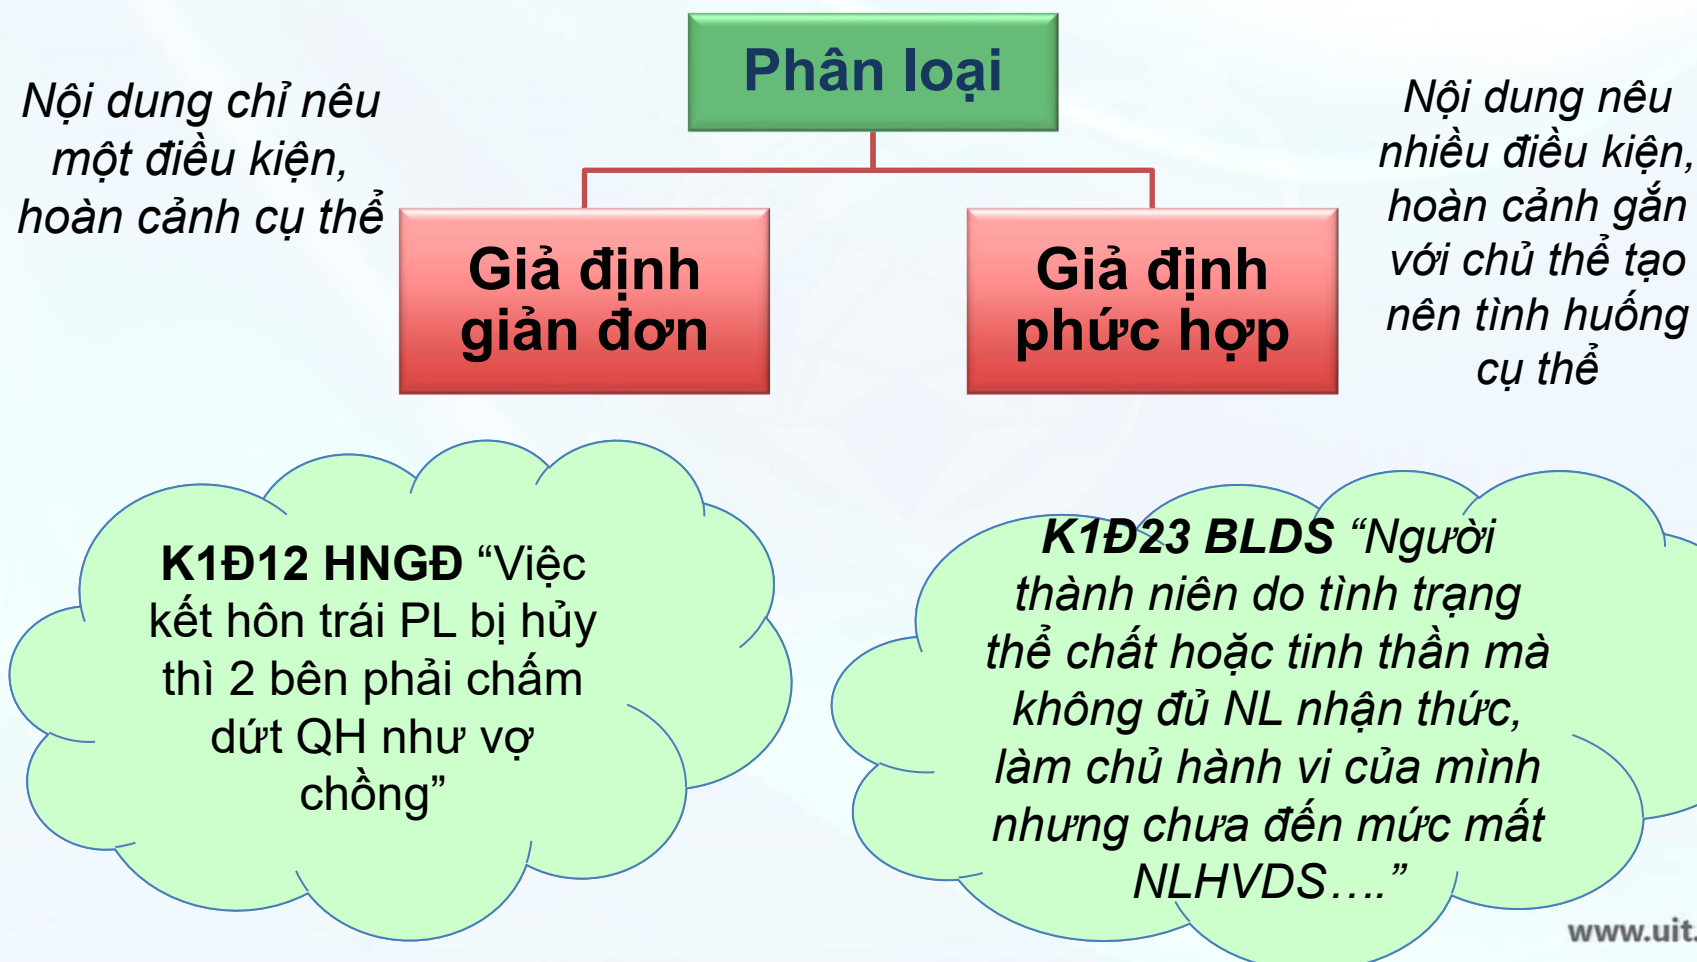 Phân loại
Nội dung chỉ nêu
một điều kiện,
hoàn cảnh cụ thể
Giả định
giản đơn
Giả định
phức hợp
Nội dung nêu
nhiều điều kiện,
hoàn cảnh gắn
với chủ thể tạo
nên tình huống
cụ thể
K1Đ12 HNGĐ “Việc
kết hôn trái PL bị hủy
thì 2 bên phải chấm
dứt QH như vợ
chồng”
K1Đ23 BLDS “Người
thành niên do tình trạng
thể chất hoặc tinh thần mà
không đủ NL nhận thức,
làm chủ hành vi của mình
nhưng chưa đến mức mất
NLHVDS….”
www.uit.